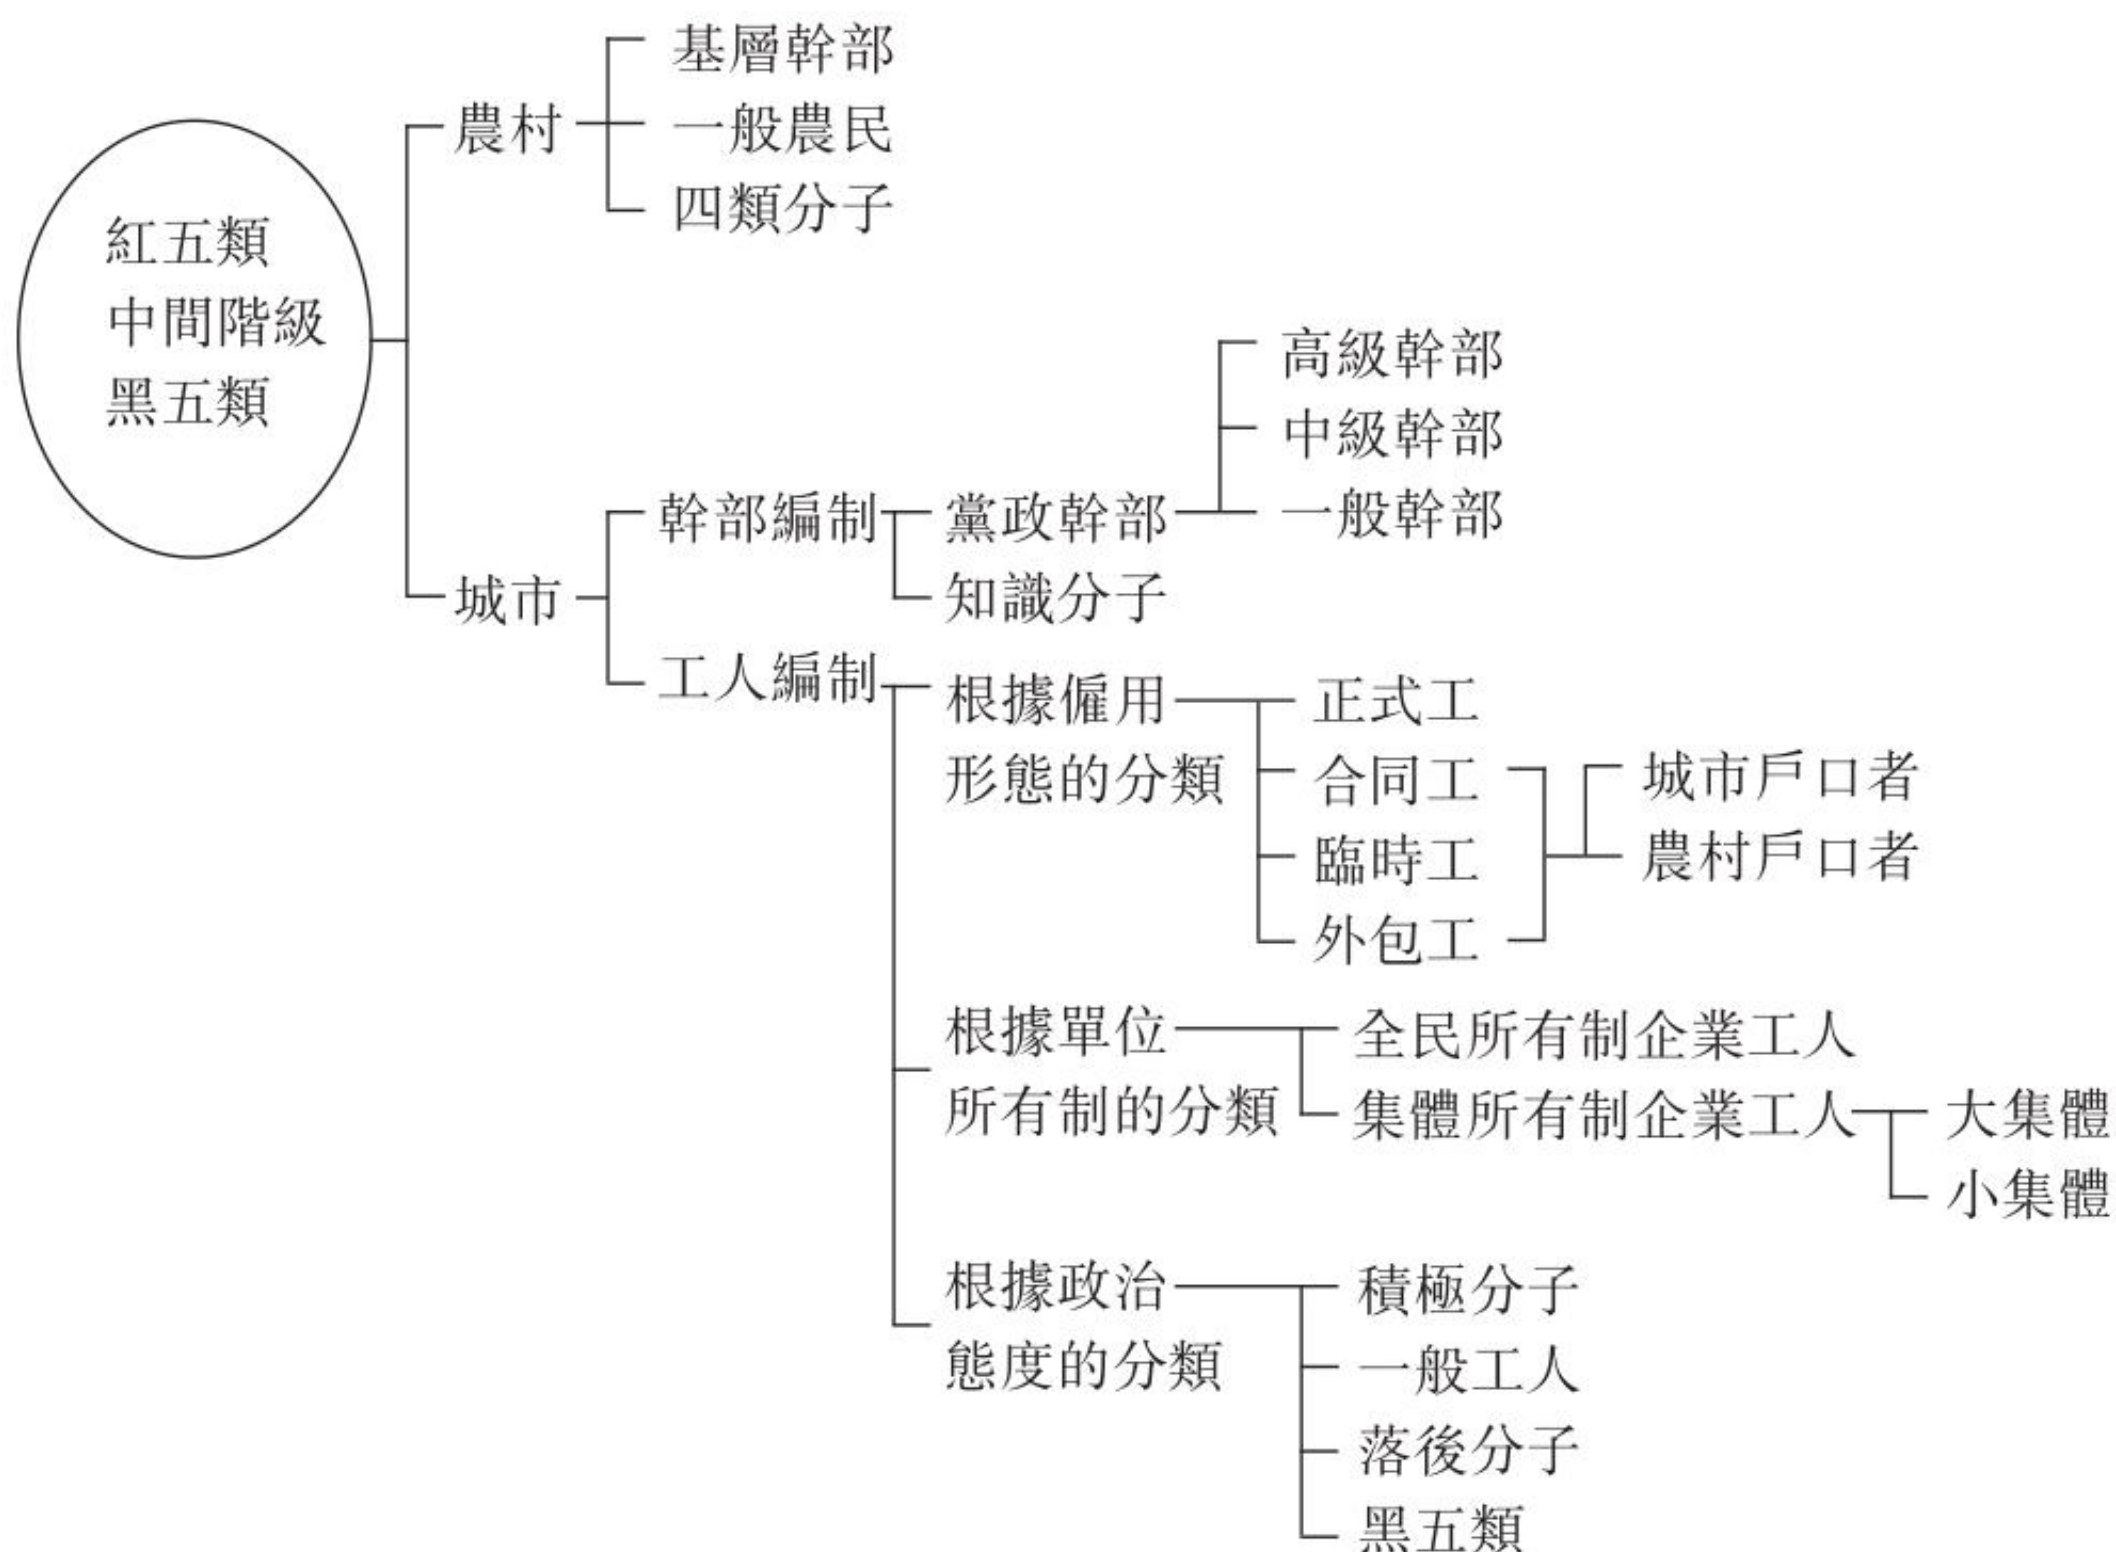 紅五類
中間階級
黑五類
農村
基層幹部
一般農民
四類分子
城市
幹部編制
黨政幹部
高級幹部
中級幹部
一般幹部
知識分子
工人編制
根據僱用
形態的分類
正式工
合同工
臨時工
外包工
城市戶口者
農村戶口者
根據單位
所有制的分類
全民所有制企業工人
集體所有制企業工人
大集體
小集體
根據政治
態度的分類
積極分子
一般工人
落後分子
黑五類